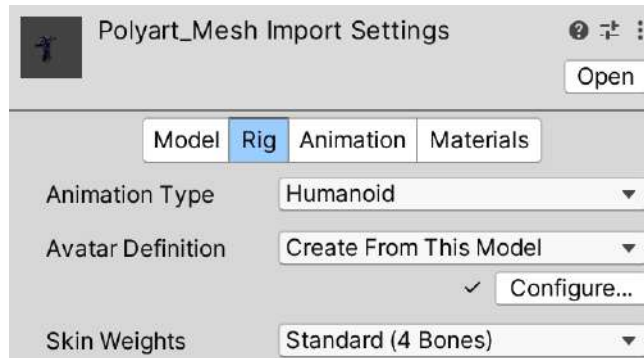 Polyart_Mesh Import Settings
Open
Model Rig Animation Materials
Animation Type Humanoid
Avatar Definition Create From This Model
Configure...
Skin Weights Standard (4 Bones)